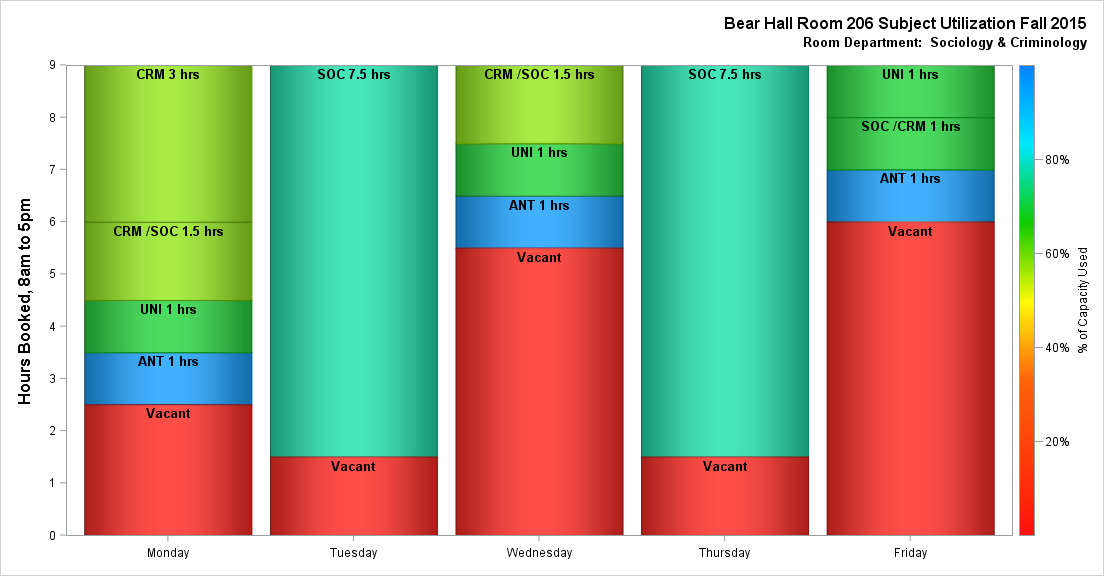 Bear Hall Room 206 Subject Utilization Fall 2015
Room Department:  Sociology & Criminology
Hours Booked, 8am to 5pm
9
8
7
6
5
4
3
2
1
0
CRM 3 hrs
CRM /SOC 1.5 hrs
UNI 1 hrs
ANT 1 hrs
Vacant
SOC 7.5 hrs
Vacant
CRM /SOC 1.5 hrs
UNI 1 hrs
ANT 1 hrs
Vacant
SOC 7.5 hrs
Vacant
UNI 1 hrs
SOC /CRM 1 hrs
ANT 1 hrs
Vacant
Monday
Tuesday
Wednesday
Thursday
Friday
80%
60%
40%
20%
% of Capacity Used